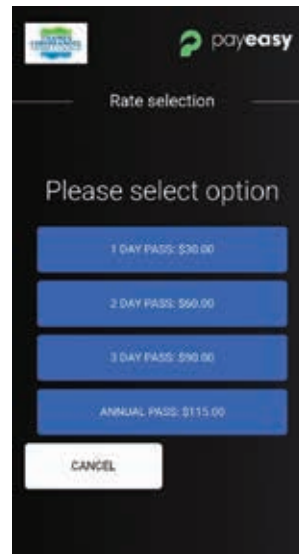 payeasy
Rate selection
Please select option
1 DAY PASS: $30.00
2 DAY PASS: $60.00
3 DAY PASS: $90.00
ANNUAL PASS: $115.00
CANCEL